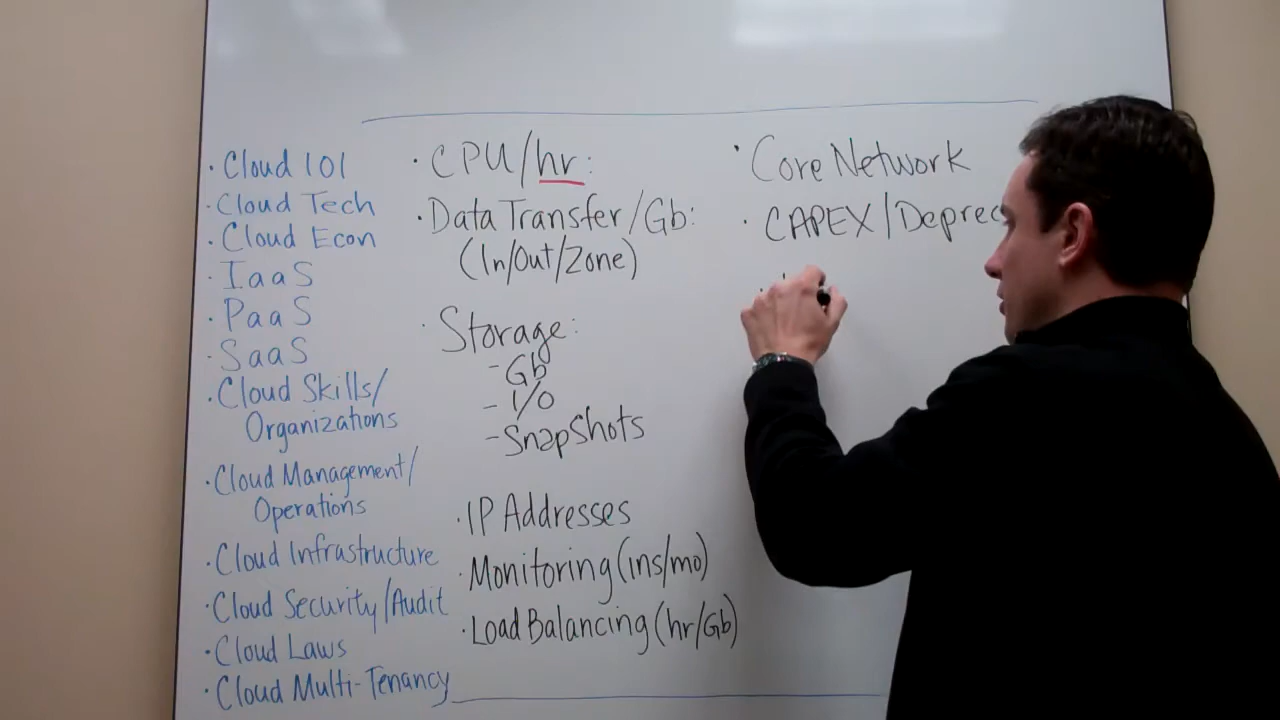 · Cloud 101
· Cloud Tech
· Cloud Econ
· IaaS
· PaaS
· SaaS
· Cloud Skills/
Organizations
· Cloud Management/
Operations
· Cloud Infrastructure
· Cloud Security/Audit
· Cloud Laws
· Cloud Multi-Tenancy
· CPU/hr:
· Data Transfer/Gb:
(In/Out/Zone)
· Storage:
- Gb
- I/O
- SnapShots
· IP Addresses
· Monitoring (ins/mo)
· Load Balancing (hr/Gb)
· Core Network
· CAPEX/Deprec